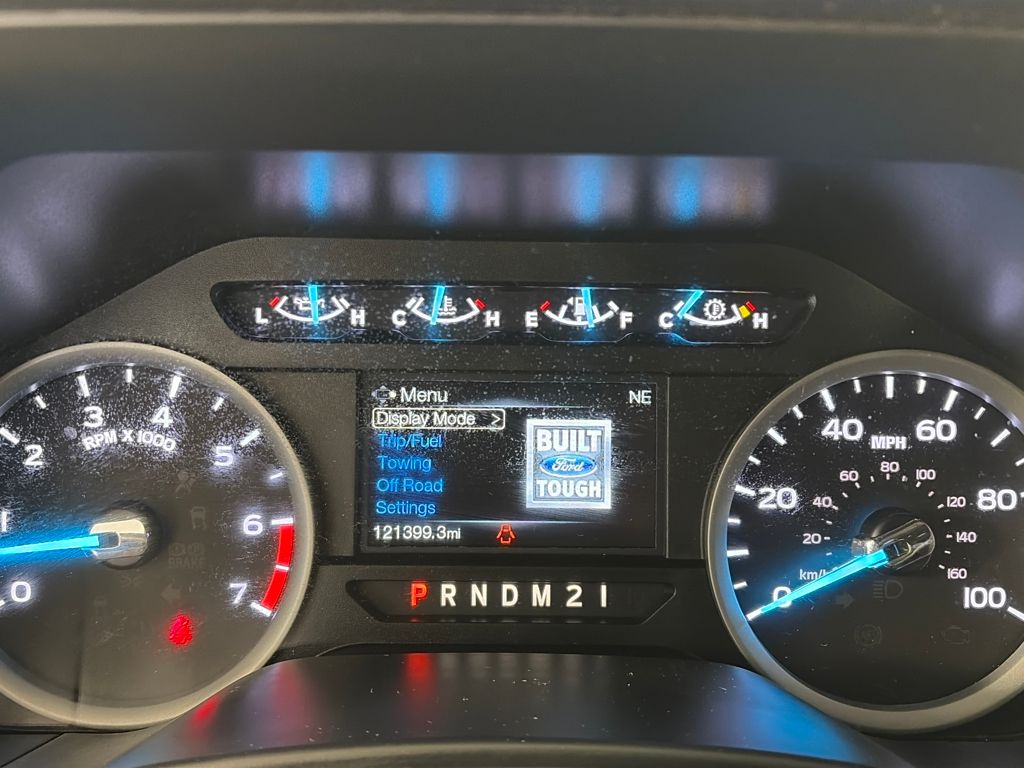 L H C H E F C H
Menu NE
Display Mode >
Trip/Fuel
Towing
Off Road
Settings
121399.3mi
BUILT
Ford
TOUGH
P R N D M 2 1
0 1 2 3 4 5 6 7
RPM X 1000
BRAKE
0 20 40 60 80 100
MPH
20 40 60 80 100 120 140 160
km/h